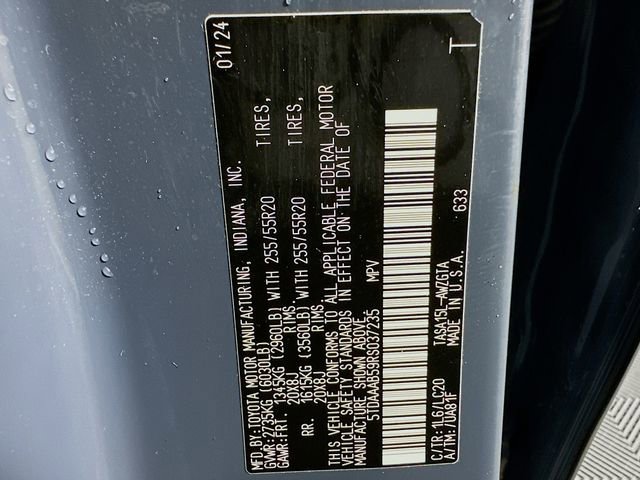 MFD.BY:TOYOTA MOTOR MANUFACTURING, INDIANA, INC. 01/24
GVWR:2735KG (6030LB)
GAWR:FRT. 1345KG (2960LB) WITH 255/55R20 TIRES,
20X8J RIMS,
RR. 1615KG (3560LB) WITH 255/55R20 TIRES,
20X8J RIMS.
THIS VEHICLE CONFORMS TO ALL APPLICABLE FEDERAL MOTOR
VEHICLE SAFETY STANDARDS IN EFFECT ON THE DATE OF
MANUFACTURE SHOWN ABOVE.
5TDAAAB59RS037235 MPV
T
C/TR:1L6/LC20 TASA15L-AWZGTA 633
A/TM:/UA81F MADE IN U.S.A.